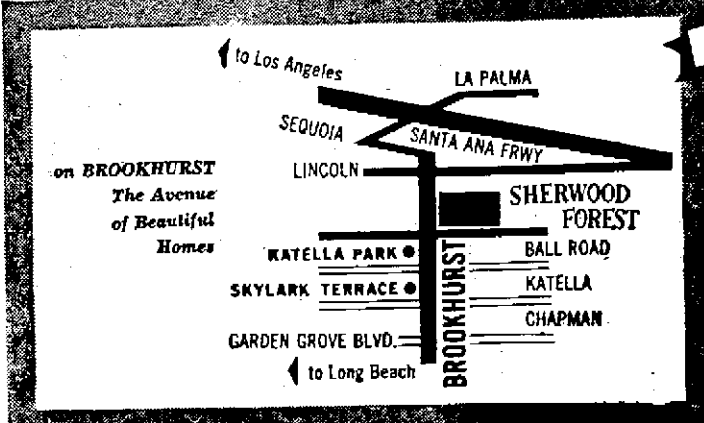 to Los Angeles
LA PALMA
SEQUOIA
SANTA ANA FRWY
on BROOKHURST
The Avenue
of Beautiful
Homes
LINCOLN
SHERWOOD
FOREST
KATELLA PARK
BALL ROAD
SKYLARK TERRACE
KATELLA
CHAPMAN
GARDEN GROVE BLVD.
BROOKHURST
to Long Beach